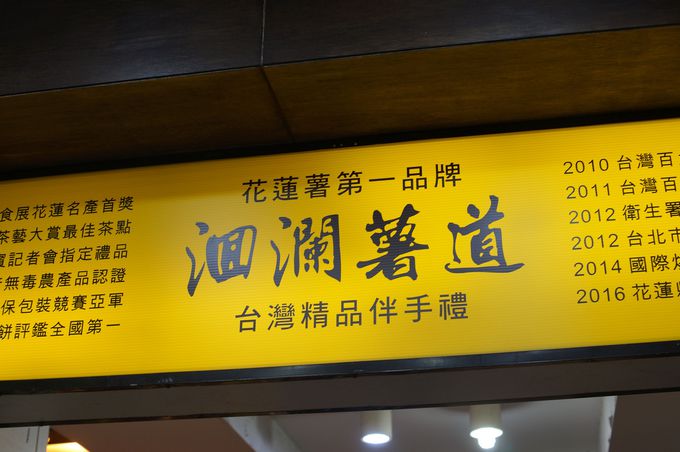 花蓮薯第一品牌
洄瀾薯道
台灣精品伴手禮
食展花蓮名產首獎
茶藝大賞最佳茶點
記者會指定禮品
無毒農產品認證
保包裝競賽亞軍
餅評鑑全國第一
2010 台灣百
2011 台灣百
2012 衛生署
2012 台北市
2014 國際
2016 花蓮